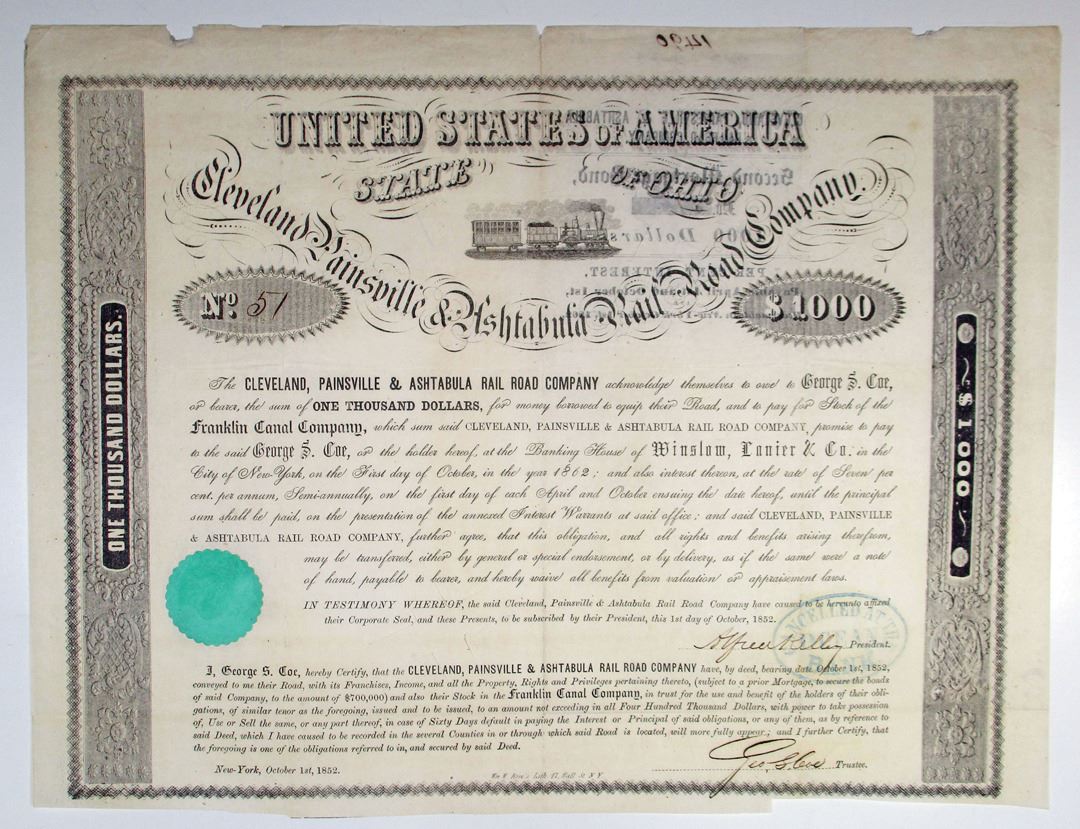 1490
UNITED STATES OF AMERICA
STATE OF OHIO
Cleveland Painsville & Ashtabula Rail Road Company.
Second Mortgage Bond,
No. 51
$ 1000
ONE THOUSAND DOLLARS.
$ 1000
The CLEVELAND, PAINSVILLE & ASHTABULA RAIL ROAD COMPANY acknowledge themselves to owe to George S. Coe,
or bearer, the sum of ONE THOUSAND DOLLARS, for money borrowed to equip their Road, and to pay for Stock of the
Franklin Canal Company, which sum said CLEVELAND, PAINSVILLE & ASHTABULA RAIL ROAD COMPANY, promise to pay
to the said George S. Coe, or the holder hereof, at the Banking House of Winslow, Lanier & Co. in the
City of New-York, on the First day of October, in the year 1862; and also interest thereon, at the rate of Seven per
cent. per annum, Semi-annually, on the first day of each April and October ensuing the date hereof, until the principal
sum shall be paid, on the presentation of the annexed Interest Warrants at said office; and said CLEVELAND, PAINSVILLE
& ASHTABULA RAIL ROAD COMPANY, further agree, that this obligation, and all rights and benefits arising therefrom,
may be transferred, either by general or special endorsement, or by delivery, as if the same were a note
of hand, payable to bearer, and hereby waive all benefits from valuation or appraisement laws.
IN TESTIMONY WHEREOF, the said Cleveland, Painsville & Ashtabula Rail Road Company have caused to be hereunto affixed
their Corporate Seal, and these Presents, to be subscribed by their President, this 1st day of October, 1852.
CANCELLED AT THE
Alfred Kelley President.
I, George S. Coe, hereby Certify, that the CLEVELAND, PAINSVILLE & ASHTABULA RAIL ROAD COMPANY have, by deed, bearing date October 1st, 1852,
conveyed to me their Road, with its Franchises, Income, and all the Property, Rights and Privileges pertaining thereto, (subject to a prior Mortgage, to secure the bonds
of said Company, to the amount of $700,000) and also their Stock in the Franklin Canal Company, in trust for the use and benefit of the holders of their obli-
gations, of similar tenor as the foregoing, issued and to be issued, to an amount not exceeding in all Four Hundred Thousand Dollars, with power to take possession
of, Use or Sell the same, or any part thereof, in case of Sixty Days default in paying the Interest or Principal of said obligations, or any of them, as by reference to
said Deed, which I have caused to be recorded in the several Counties in or through which said Road is located, will more fully appear; and I further Certify, that
the foregoing is one of the obligations referred to in, and secured by said Deed.
New-York, October 1st, 1852.
Geo. S. Coe Trustee.
Lith. 17, Wall St N Y